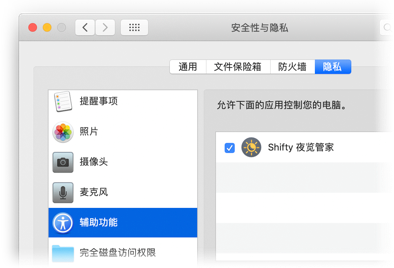 安全性与隐私
通用
文件保险箱
防火墙
隐私
提醒事项
照片
摄像头
麦克风
辅助功能
完全磁盘访问权限
允许下面的应用控制您的电脑。
Shifty 夜览管家